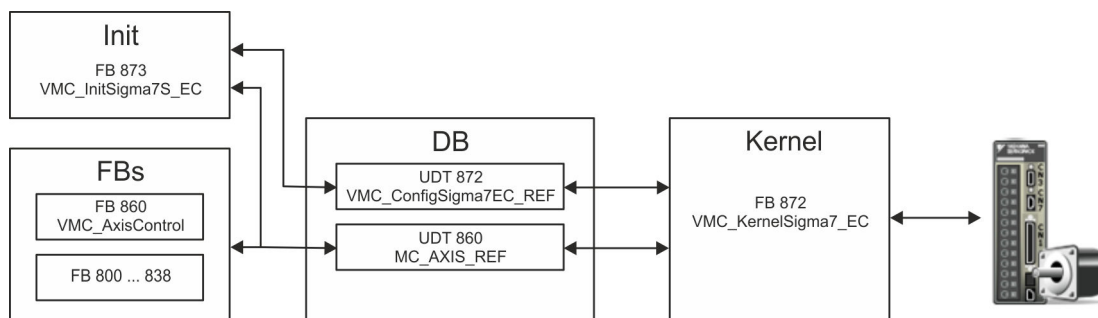 Init
FB 873
VMC_InitSigma7S_EC
FBs
FB 860
VMC_AxisControl
FB 800 ... 838
DB
UDT 872
VMC_ConfigSigma7EC_REF
UDT 860
MC_AXIS_REF
Kernel
FB 872
VMC_KernelSigma7_EC